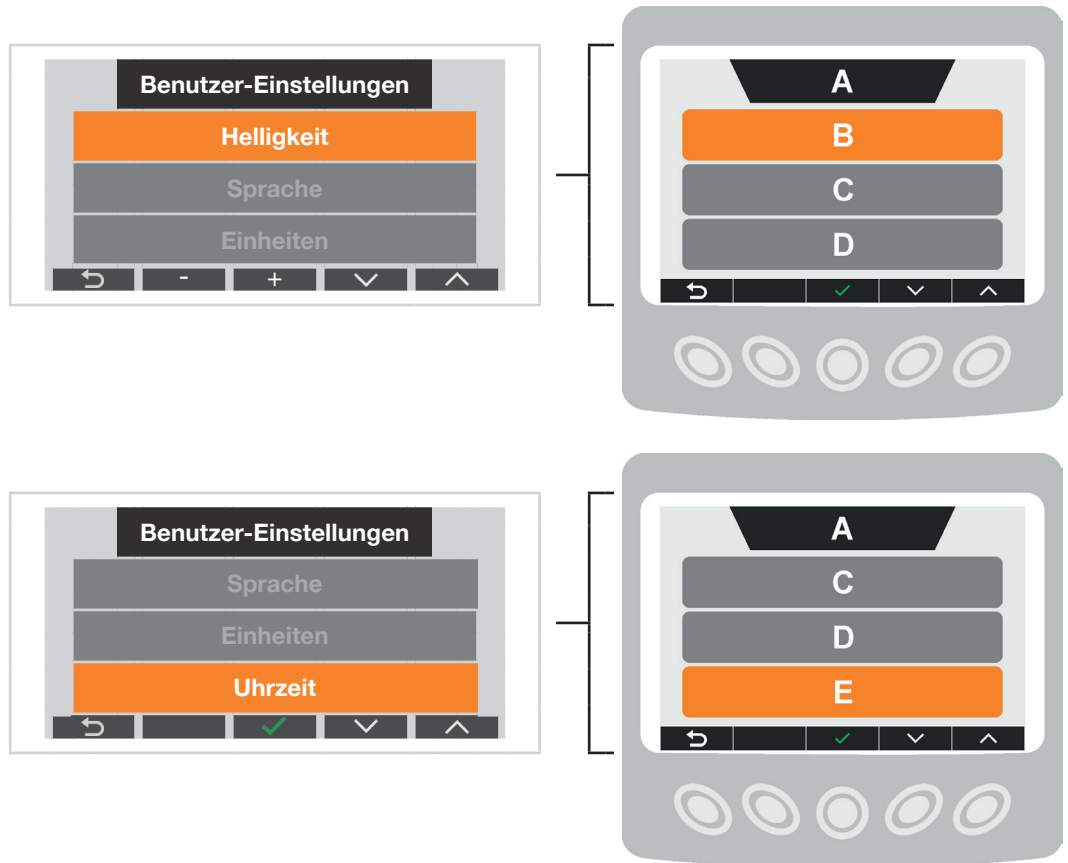 Benutzer-Einstellungen
Helligkeit
Sprache
Einheiten
- +
A
B
C
D
Benutzer-Einstellungen
Sprache
Einheiten
Uhrzeit
A
C
D
E